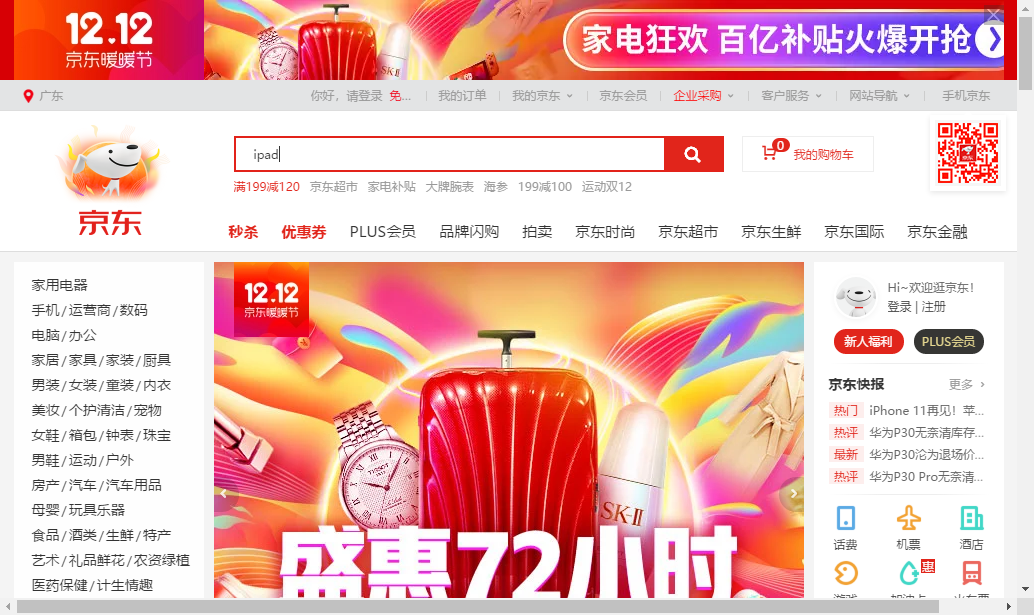 12.12
京东暖暖节
家电狂欢 百亿补贴火爆开抢
广东
你好，请登录 免...
我的订单
我的京东
京东会员
企业采购
客户服务
网站导航
手机京东
京东
ipad
0
我的购物车
满199减120 京东超市 家电补贴 大牌腕表 海参 199减100 运动双12
秒杀 优惠券 PLUS会员 品牌闪购 拍卖 京东时尚 京东超市 京东生鲜 京东国际 京东金融
家用电器
手机/运营商/数码
电脑/办公
家居/家具/家装/厨具
男装/女装/童装/内衣
美妆/个护清洁/宠物
女鞋/箱包/钟表/珠宝
男鞋/运动/户外
房产/汽车/汽车用品
母婴/玩具乐器
食品/酒类/生鲜/特产
艺术/礼品鲜花/农资绿植
医药保健/计生情趣
12.12
京东暖暖节
TISSOT
SK-II
盛惠72小时
Hi~欢迎逛京东!
登录 | 注册
新人福利 PLUS会员
京东快报 更多
热门 iPhone 11再见！苹...
热评 华为P30无奈清库存...
最新 华为P30沦为退场价...
热评 华为P30 Pro无奈清...
话费 机票 酒店
惠
游戏 加油卡 火车票